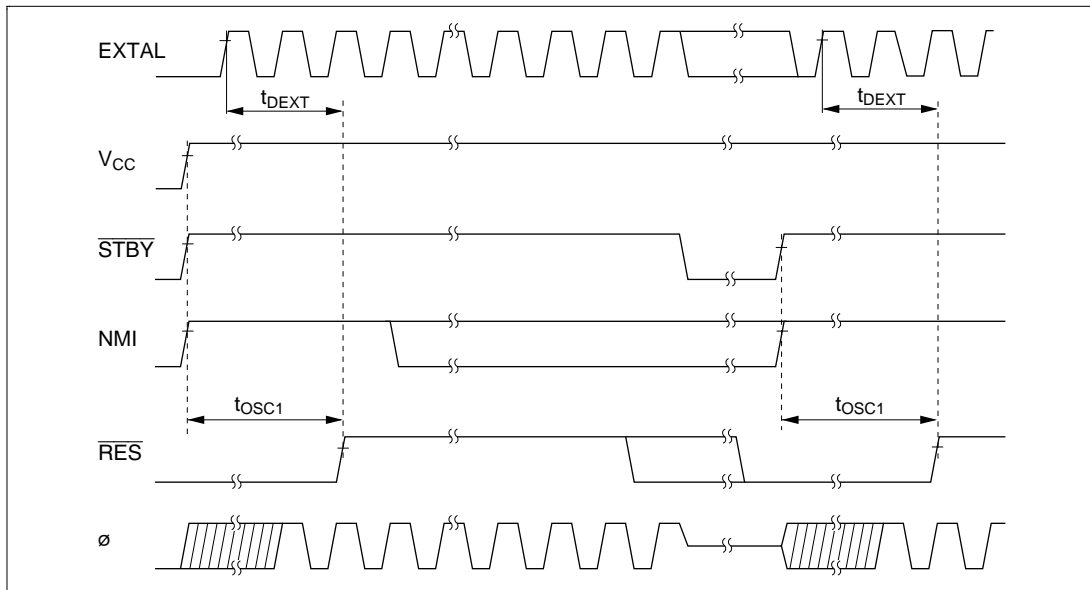 EXTAL
tDEXT tDEXT
VCC
STBY
NMI
tOSC1 tOSC1
RES
ø